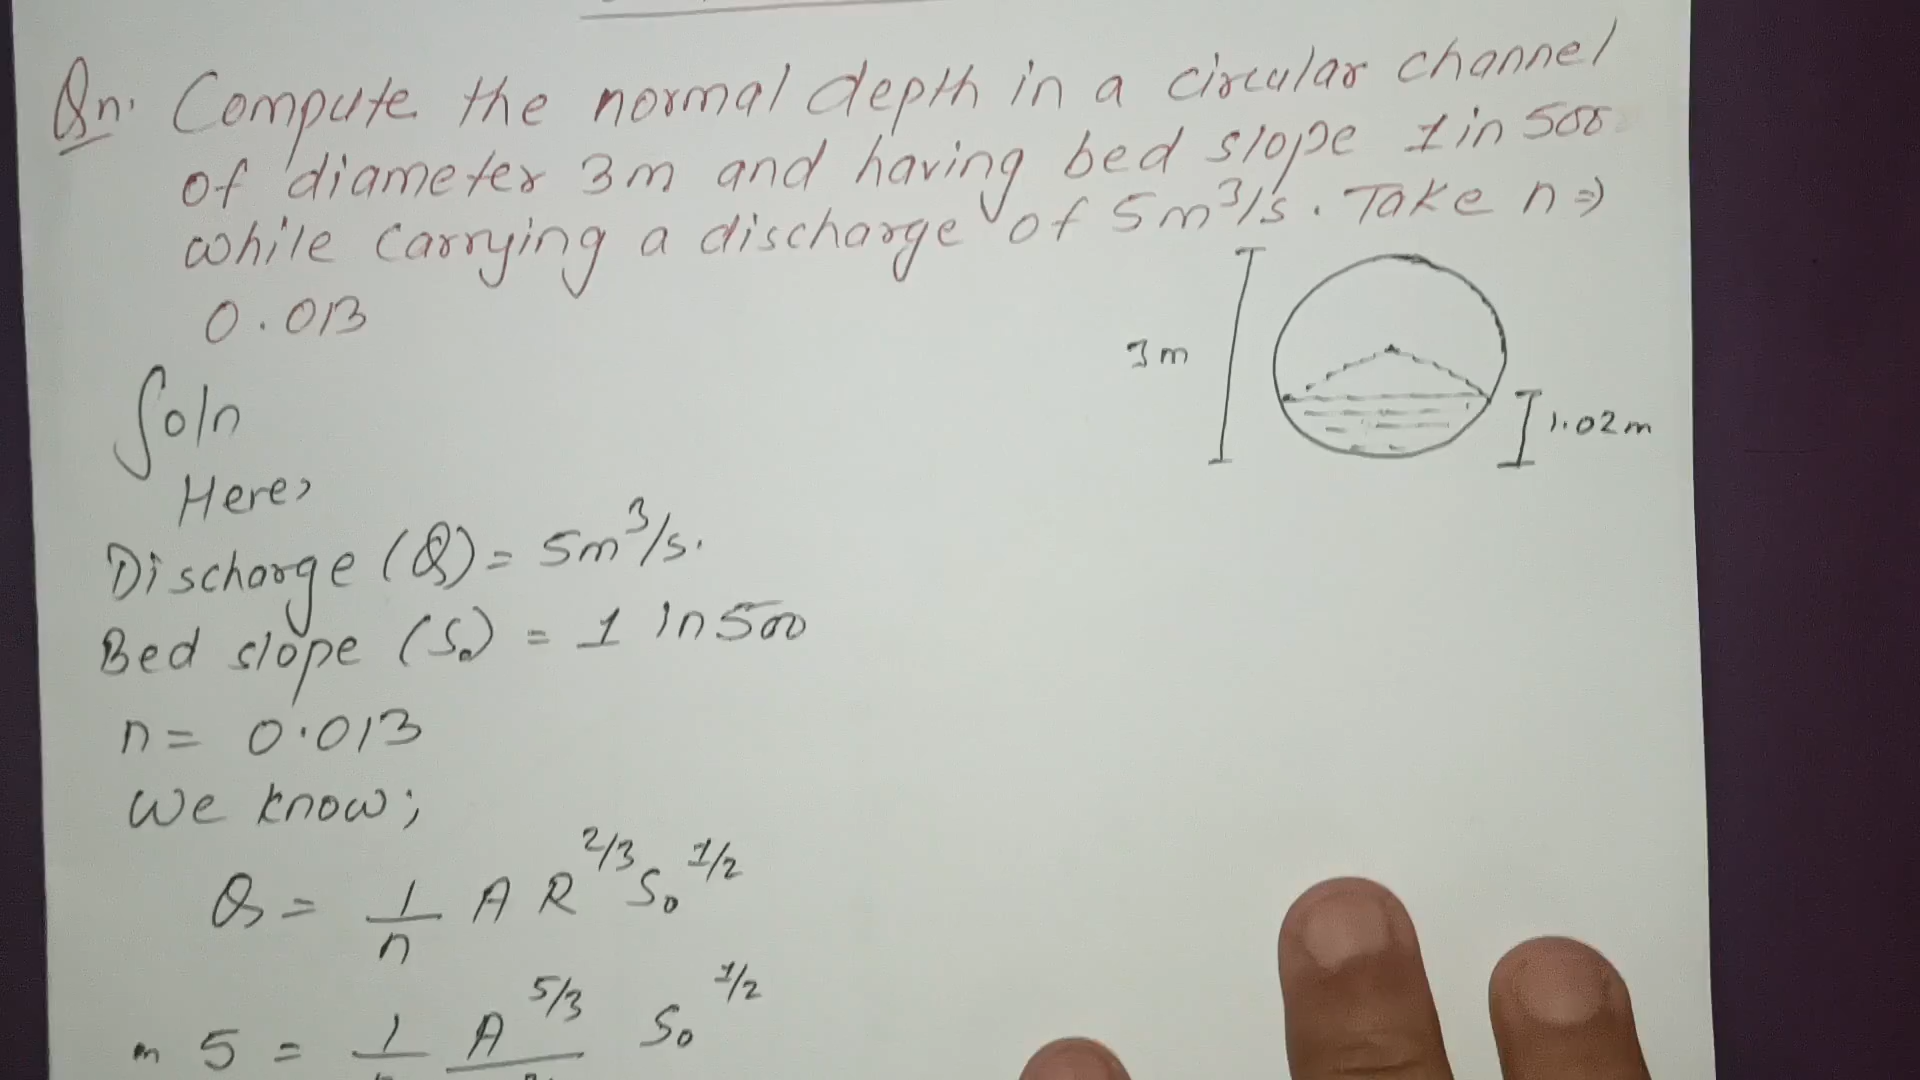 Qn. Compute the normal depth in a circular channel
of diameter 3m and having bed slope 1 in 500
while carrying a discharge of 5m³/s. Take n ⇒
0.013
3m
1.02m
Soln
Here,
Discharge (Q) = 5m³/s.
Bed slope (S₀) = 1 in 500
n = 0.013
We know;
Q = 1/n A R^2/3 S₀^1/2
5 = 1 A^5/3 S₀^1/2